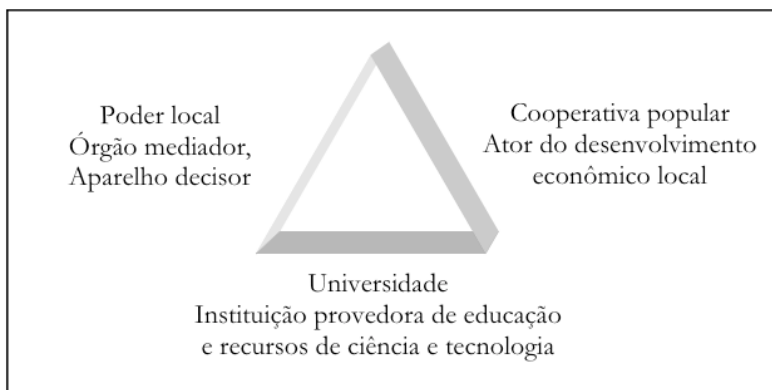 Poder local
Órgão mediador,
Aparelho decisor
Cooperativa popular
Ator do desenvolvimento
econômico local
Universidade
Instituição provedora de educação
e recursos de ciência e tecnologia